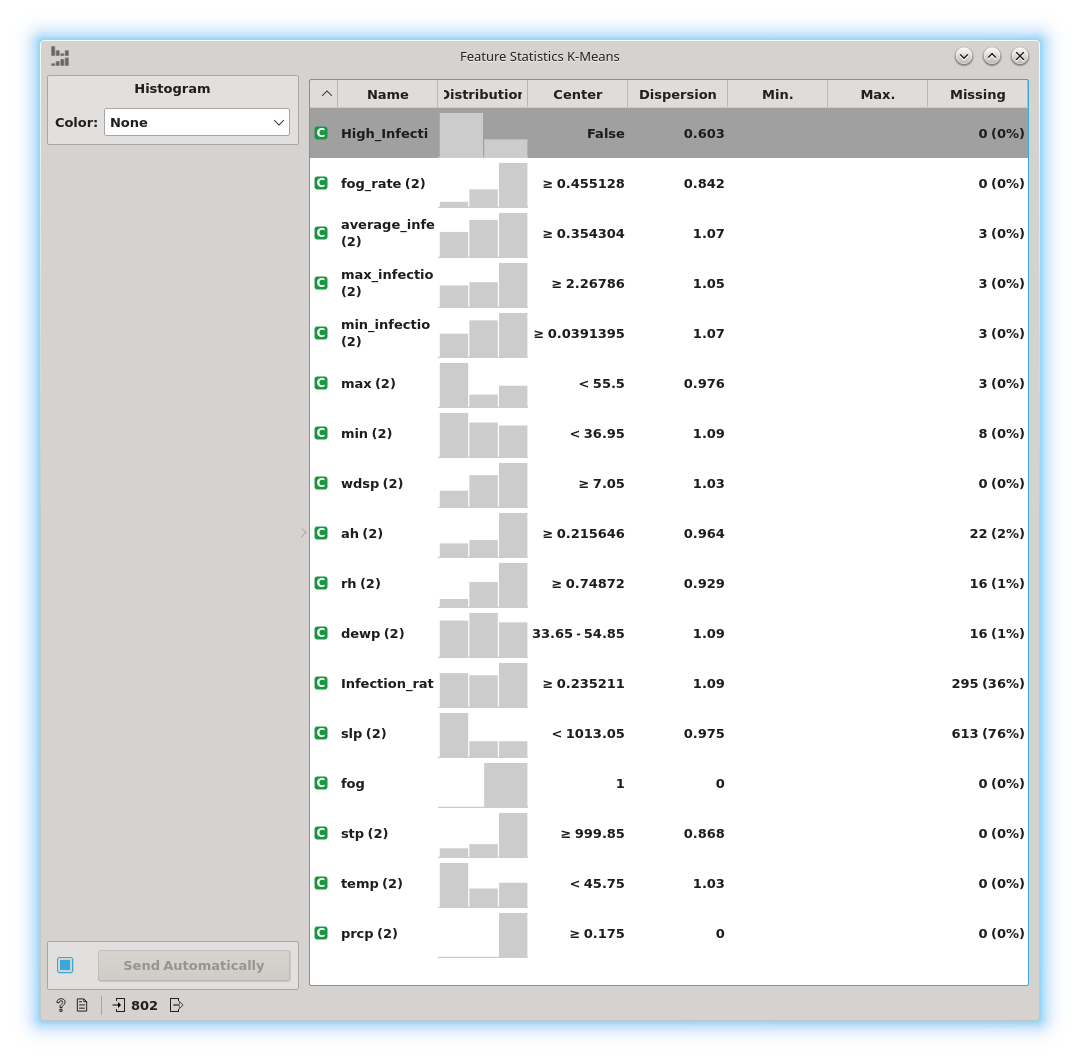 Feature Statistics K-Means
Histogram
Color: None
Name Distribution Center Dispersion Min. Max. Missing
C High_Infecti False 0.603 0 (0%)
C fog_rate (2) ≥ 0.455128 0.842 0 (0%)
C average_infe (2) ≥ 0.354304 1.07 3 (0%)
C max_infectio (2) ≥ 2.26786 1.05 3 (0%)
C min_infectio (2) ≥ 0.0391395 1.07 3 (0%)
C max (2) < 55.5 0.976 3 (0%)
C min (2) < 36.95 1.09 8 (0%)
C wdsp (2) ≥ 7.05 1.03 0 (0%)
C ah (2) ≥ 0.215646 0.964 22 (2%)
C rh (2) ≥ 0.74872 0.929 16 (1%)
C dewp (2) 33.65 - 54.85 1.09 16 (1%)
C Infection_rat ≥ 0.235211 1.09 295 (36%)
C slp (2) < 1013.05 0.975 613 (76%)
C fog 1 0 0 (0%)
C stp (2) ≥ 999.85 0.868 0 (0%)
C temp (2) < 45.75 1.03 0 (0%)
C prcp (2) ≥ 0.175 0 0 (0%)
Send Automatically
? 802